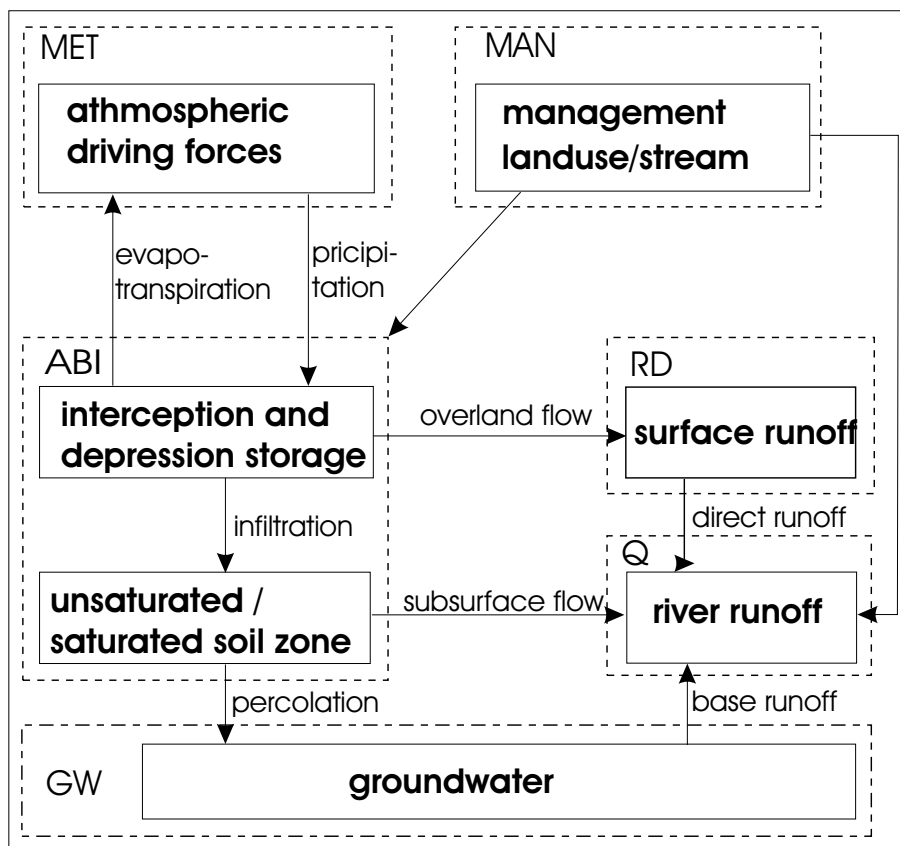 MET
athmospheric
driving forces
MAN
management
landuse/stream
evapo-
transpiration
pricipi-
tation
ABI
interception and
depression storage
overland flow
RD
surface runoff
infiltration
direct runoff
Q
unsaturated /
saturated soil zone
subsurface flow
river runoff
percolation
base runoff
GW
groundwater